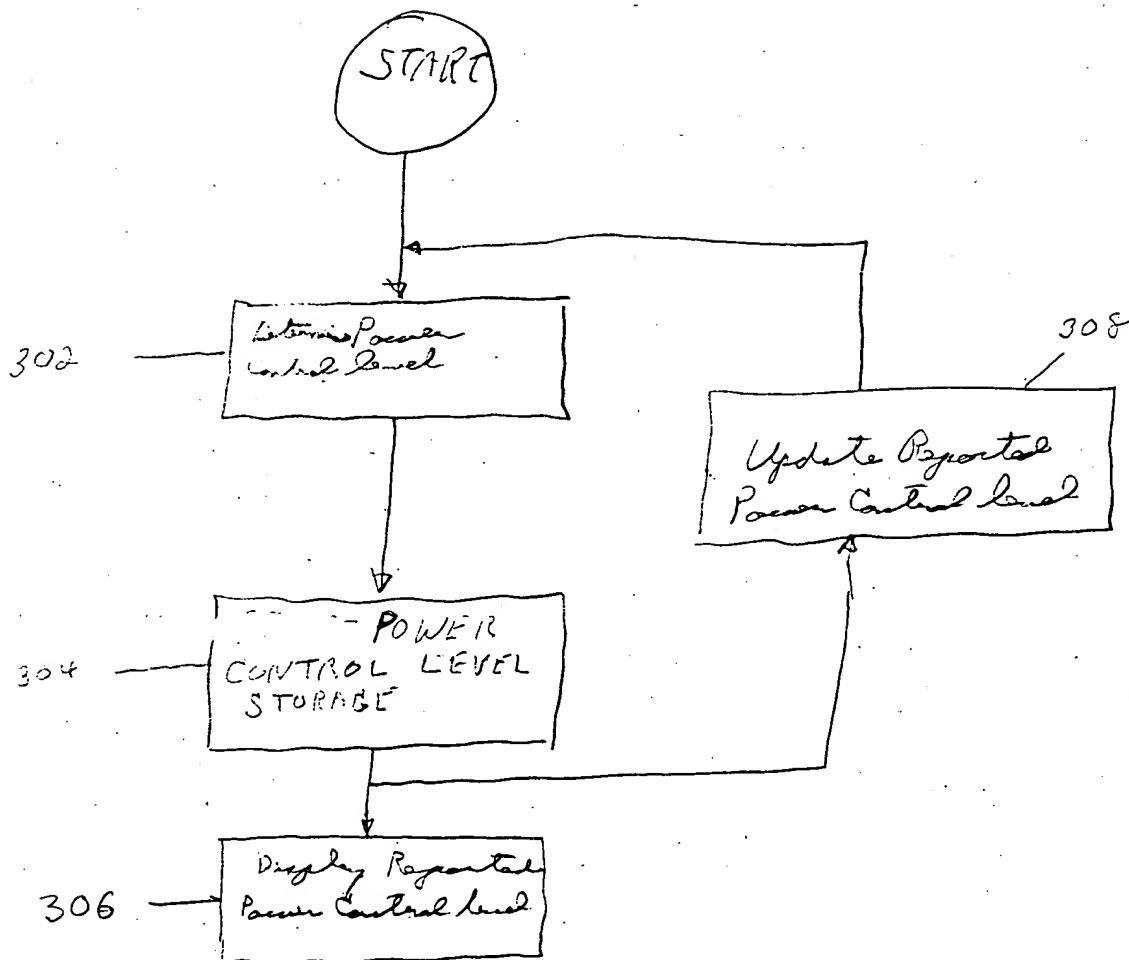 START
302
Determine Power
Control level
308
Update Reported
Power Control level
304
POWER
CONTROL LEVEL
STORAGE
306
Display Reported
Power Control level